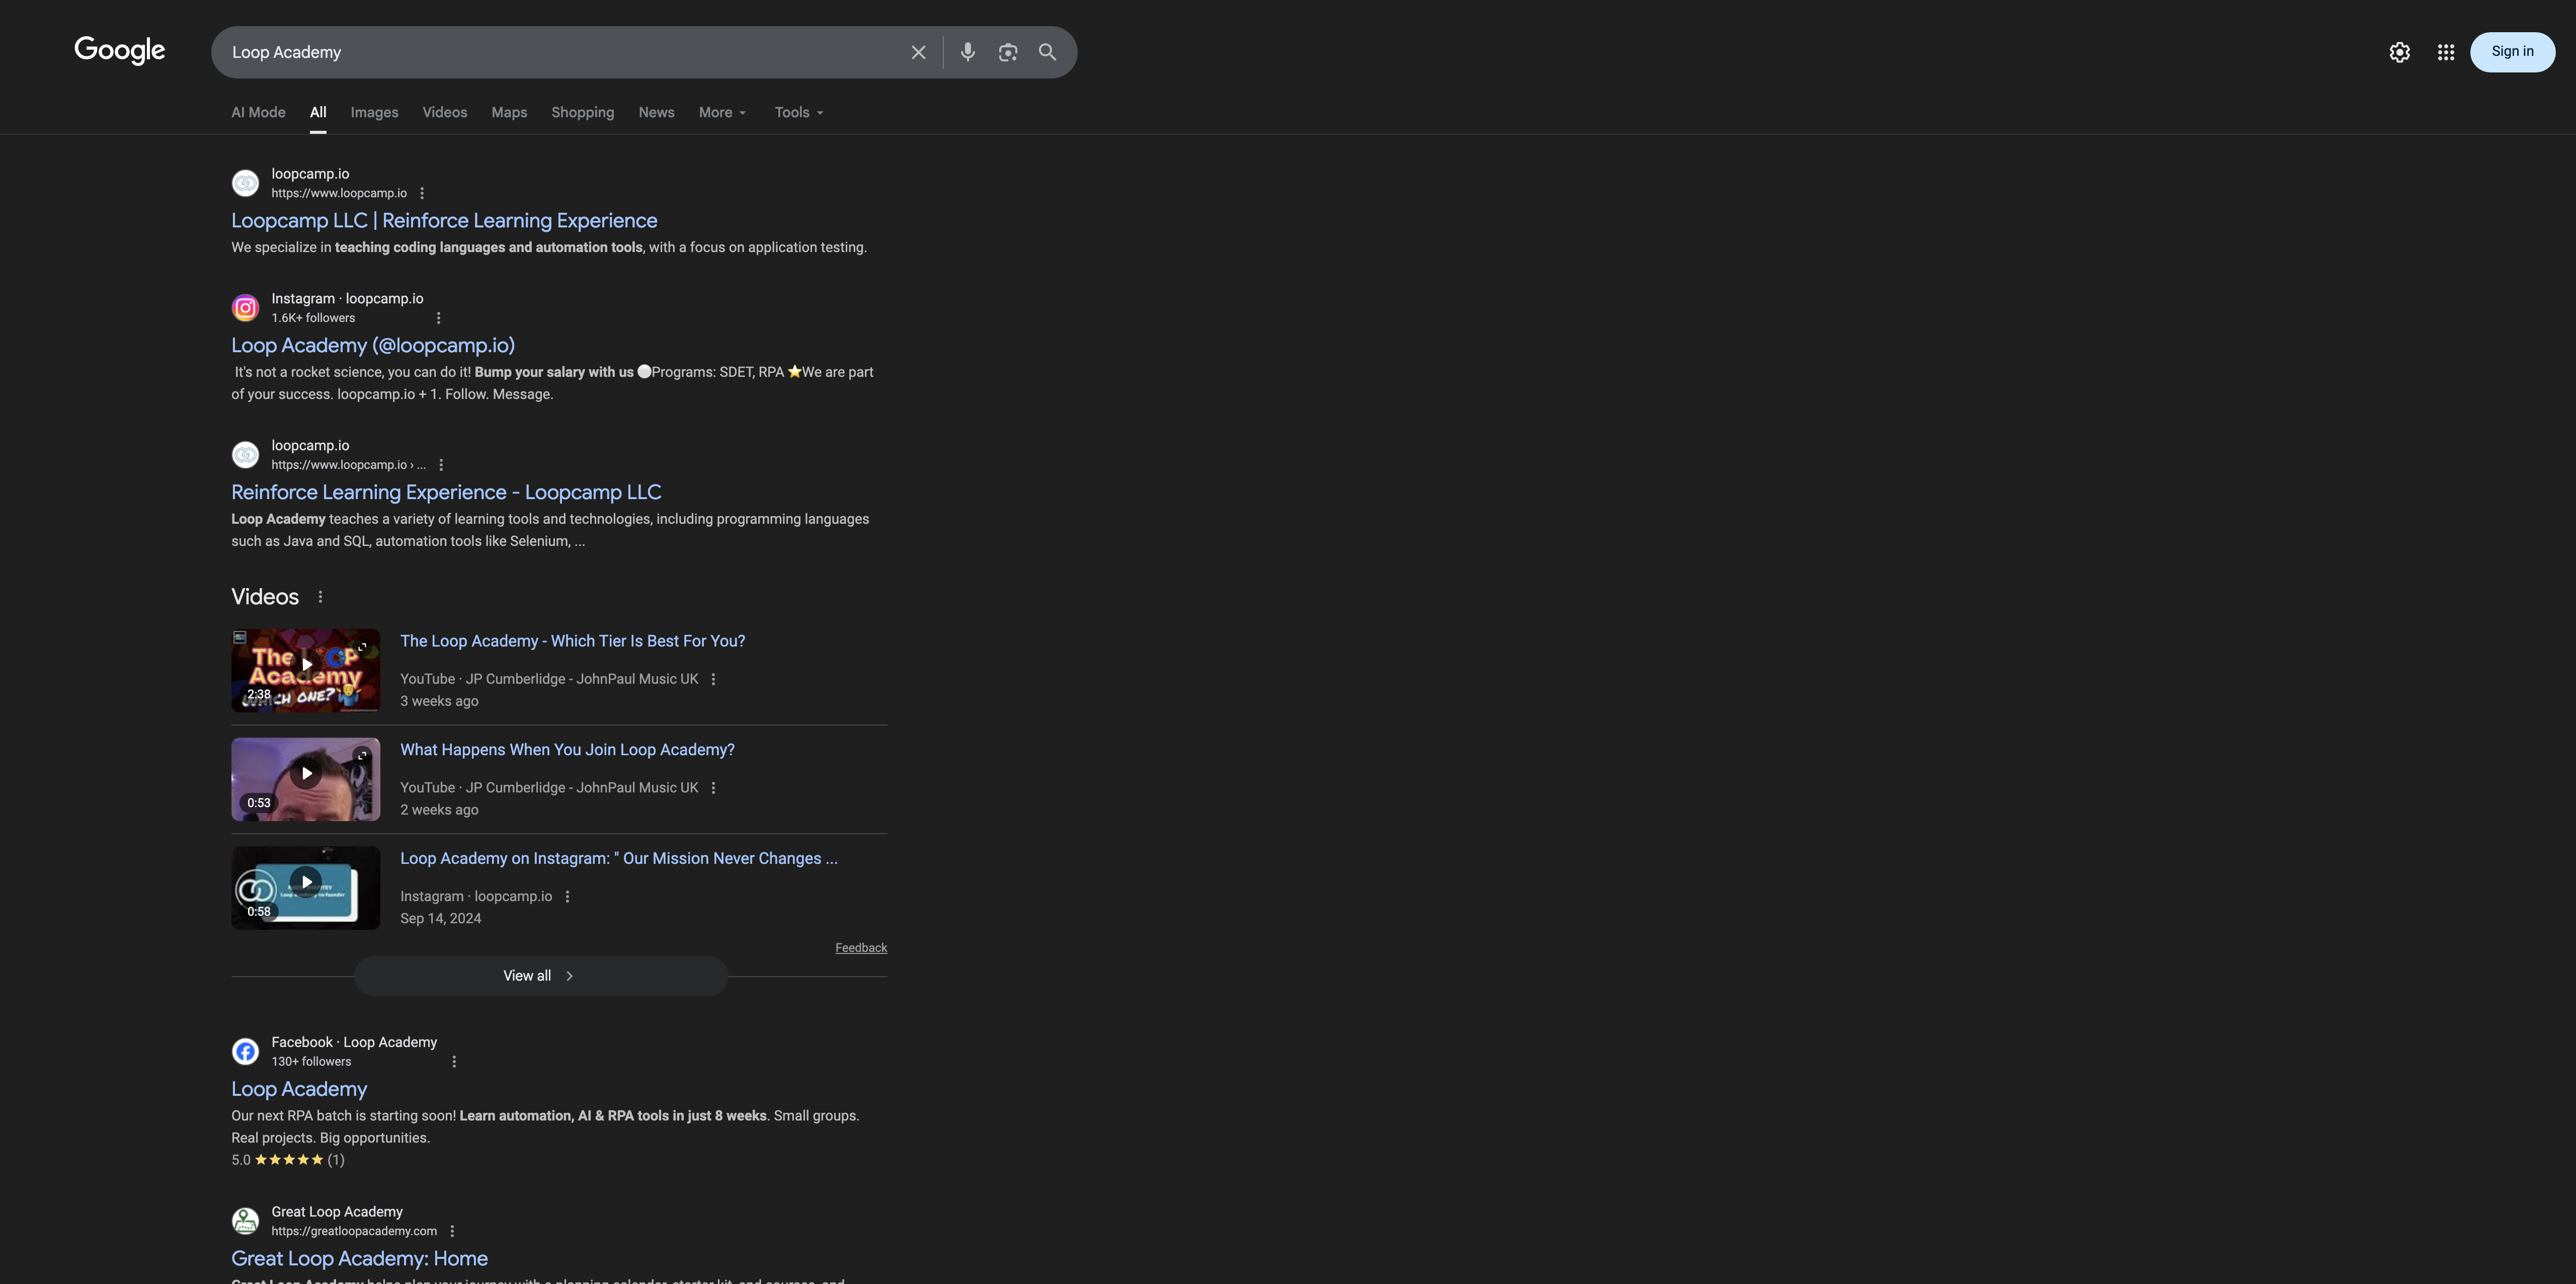 Google
Loop Academy
Sign in
AI Mode
All
Images
Videos
Maps
Shopping
News
More
Tools
loopcamp.io
https://www.loopcamp.io
Loopcamp LLC | Reinforce Learning Experience
We specialize in teaching coding languages and automation tools, with a focus on application testing.
Instagram · loopcamp.io
1.6K+ followers
Loop Academy (@loopcamp.io)
It's not a rocket science, you can do it! Bump your salary with us ⚪Programs: SDET, RPA ⭐We are part
of your success. loopcamp.io + 1. Follow. Message.
loopcamp.io
https://www.loopcamp.io › ...
Reinforce Learning Experience - Loopcamp LLC
Loop Academy teaches a variety of learning tools and technologies, including programming languages
such as Java and SQL, automation tools like Selenium, ...
Videos
The
Academy
ONE?
2:38
The Loop Academy - Which Tier Is Best For You?
YouTube · JP Cumberlidge - JohnPaul Music UK
3 weeks ago
0:53
What Happens When You Join Loop Academy?
YouTube · JP Cumberlidge - JohnPaul Music UK
2 weeks ago
0:58
Loop Academy on Instagram: " Our Mission Never Changes ...
Instagram · loopcamp.io
Sep 14, 2024
Feedback
View all
Facebook · Loop Academy
130+ followers
Loop Academy
Our next RPA batch is starting soon! Learn automation, AI & RPA tools in just 8 weeks. Small groups.
Real projects. Big opportunities.
5.0 ★★★★★ (1)
Great Loop Academy
https://greatloopacademy.com
Great Loop Academy: Home